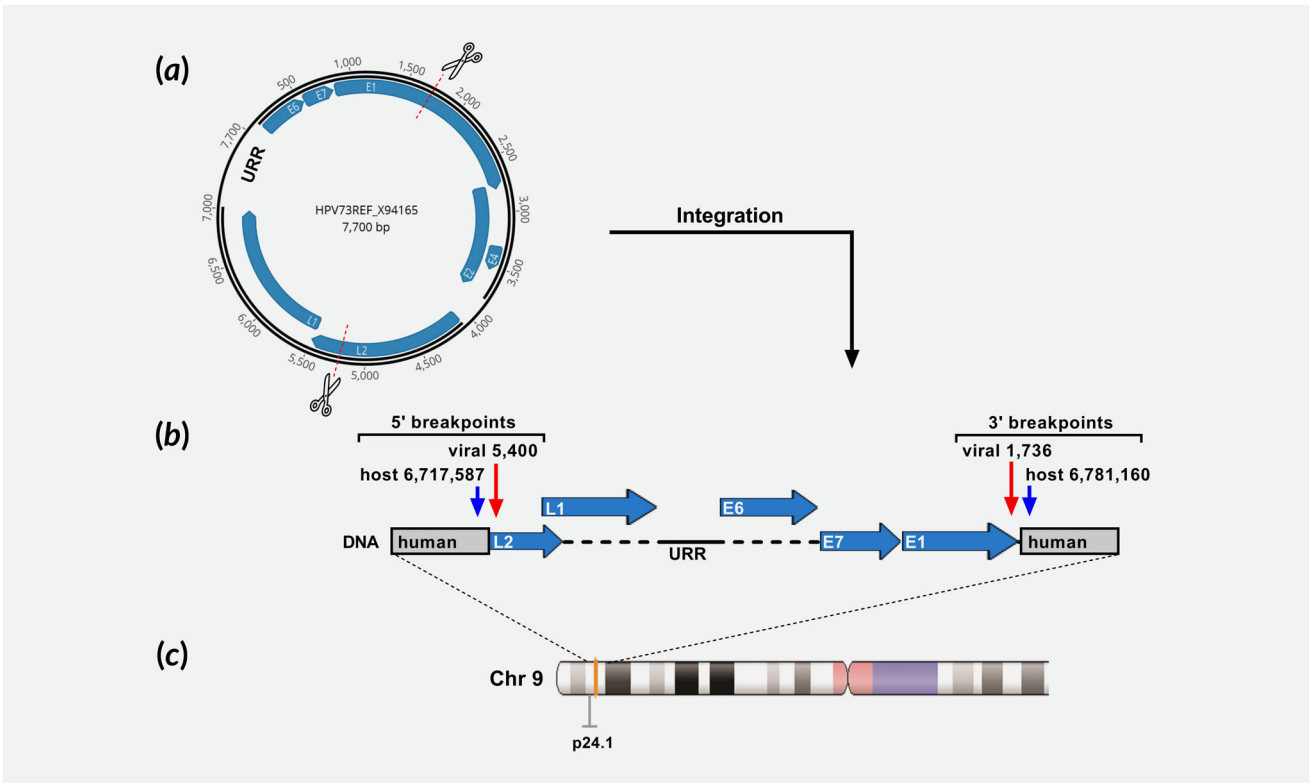 (a)
500
1,000
1,500
2,000
2,500
3,000
3,500
4,000
4,500
5,000
5,500
6,000
6,500
7,000
7,700
URR
E6
E7
E1
E2
E4
L2
L1
HPV73REF_X94165
7,700 bp
Integration
(b)
5' breakpoints
viral 5,400
host 6,717,587
3' breakpoints
viral 1,736
host 6,781,160
L1
E6
DNA
human
L2
URR
E7
E1
human
(c)
Chr 9
p24.1